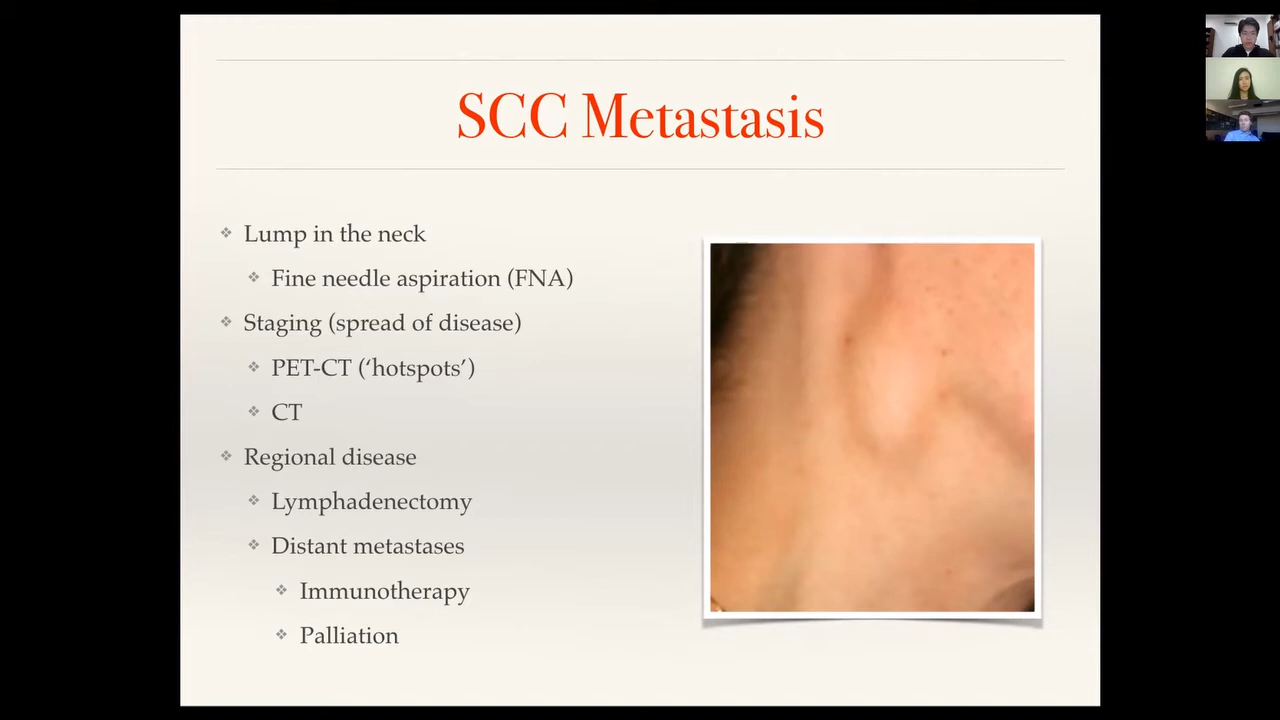 SCC Metastasis
Lump in the neck
Fine needle aspiration (FNA)
Staging (spread of disease)
PET-CT (‘hotspots’)
CT
Regional disease
Lymphadenectomy
Distant metastases
Immunotherapy
Palliation